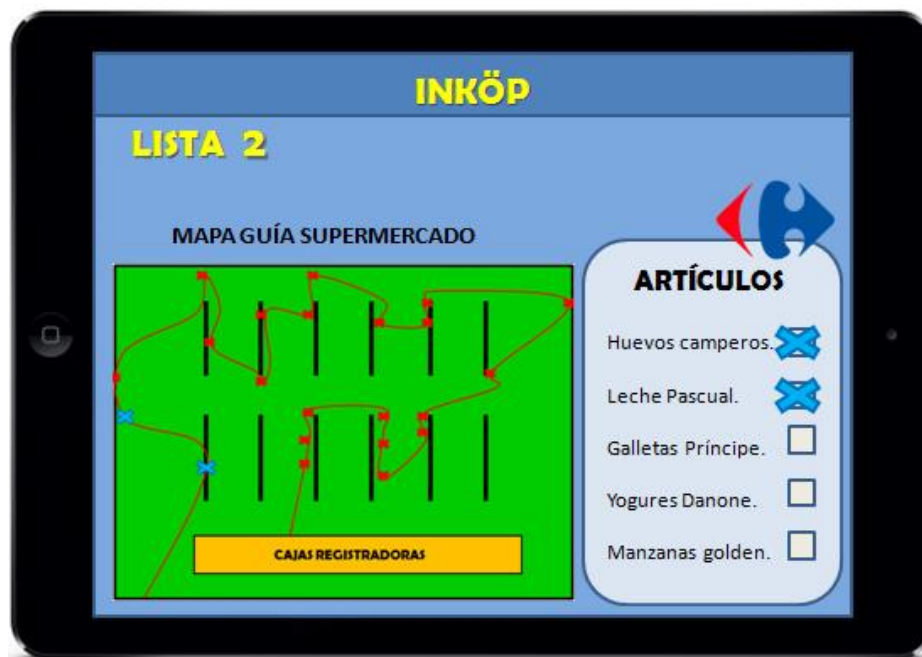 INKÖP
LISTA 2
MAPA GUÍA SUPERMERCADO
CAJAS REGISTRADORAS
ARTÍCULOS
Huevos camperos.
Leche Pascual.
Galletas Príncipe.
Yogures Danone.
Manzanas golden.